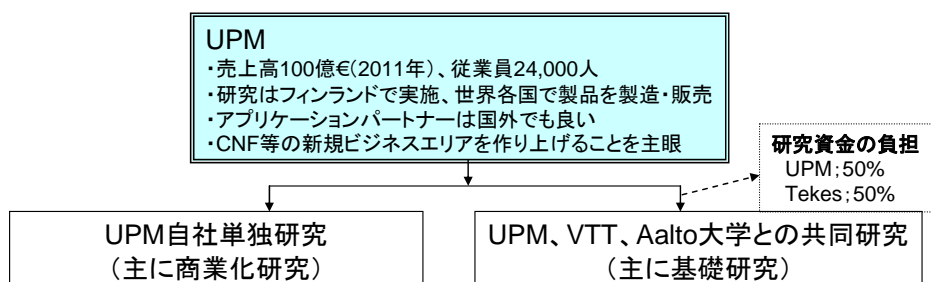 UPM
・売上高100億€(2011年)、従業員24,000人
・研究はフィンランドで実施、世界各国で製品を製造・販売
・アプリケーションパートナーは国外でも良い
・CNF等の新規ビジネスエリアを作り上げることを主眼
研究資金の負担
UPM;50%
Tekes;50%
UPM自社単独研究
(主に商業化研究)
UPM、VTT、Aalto大学との共同研究
(主に基礎研究)